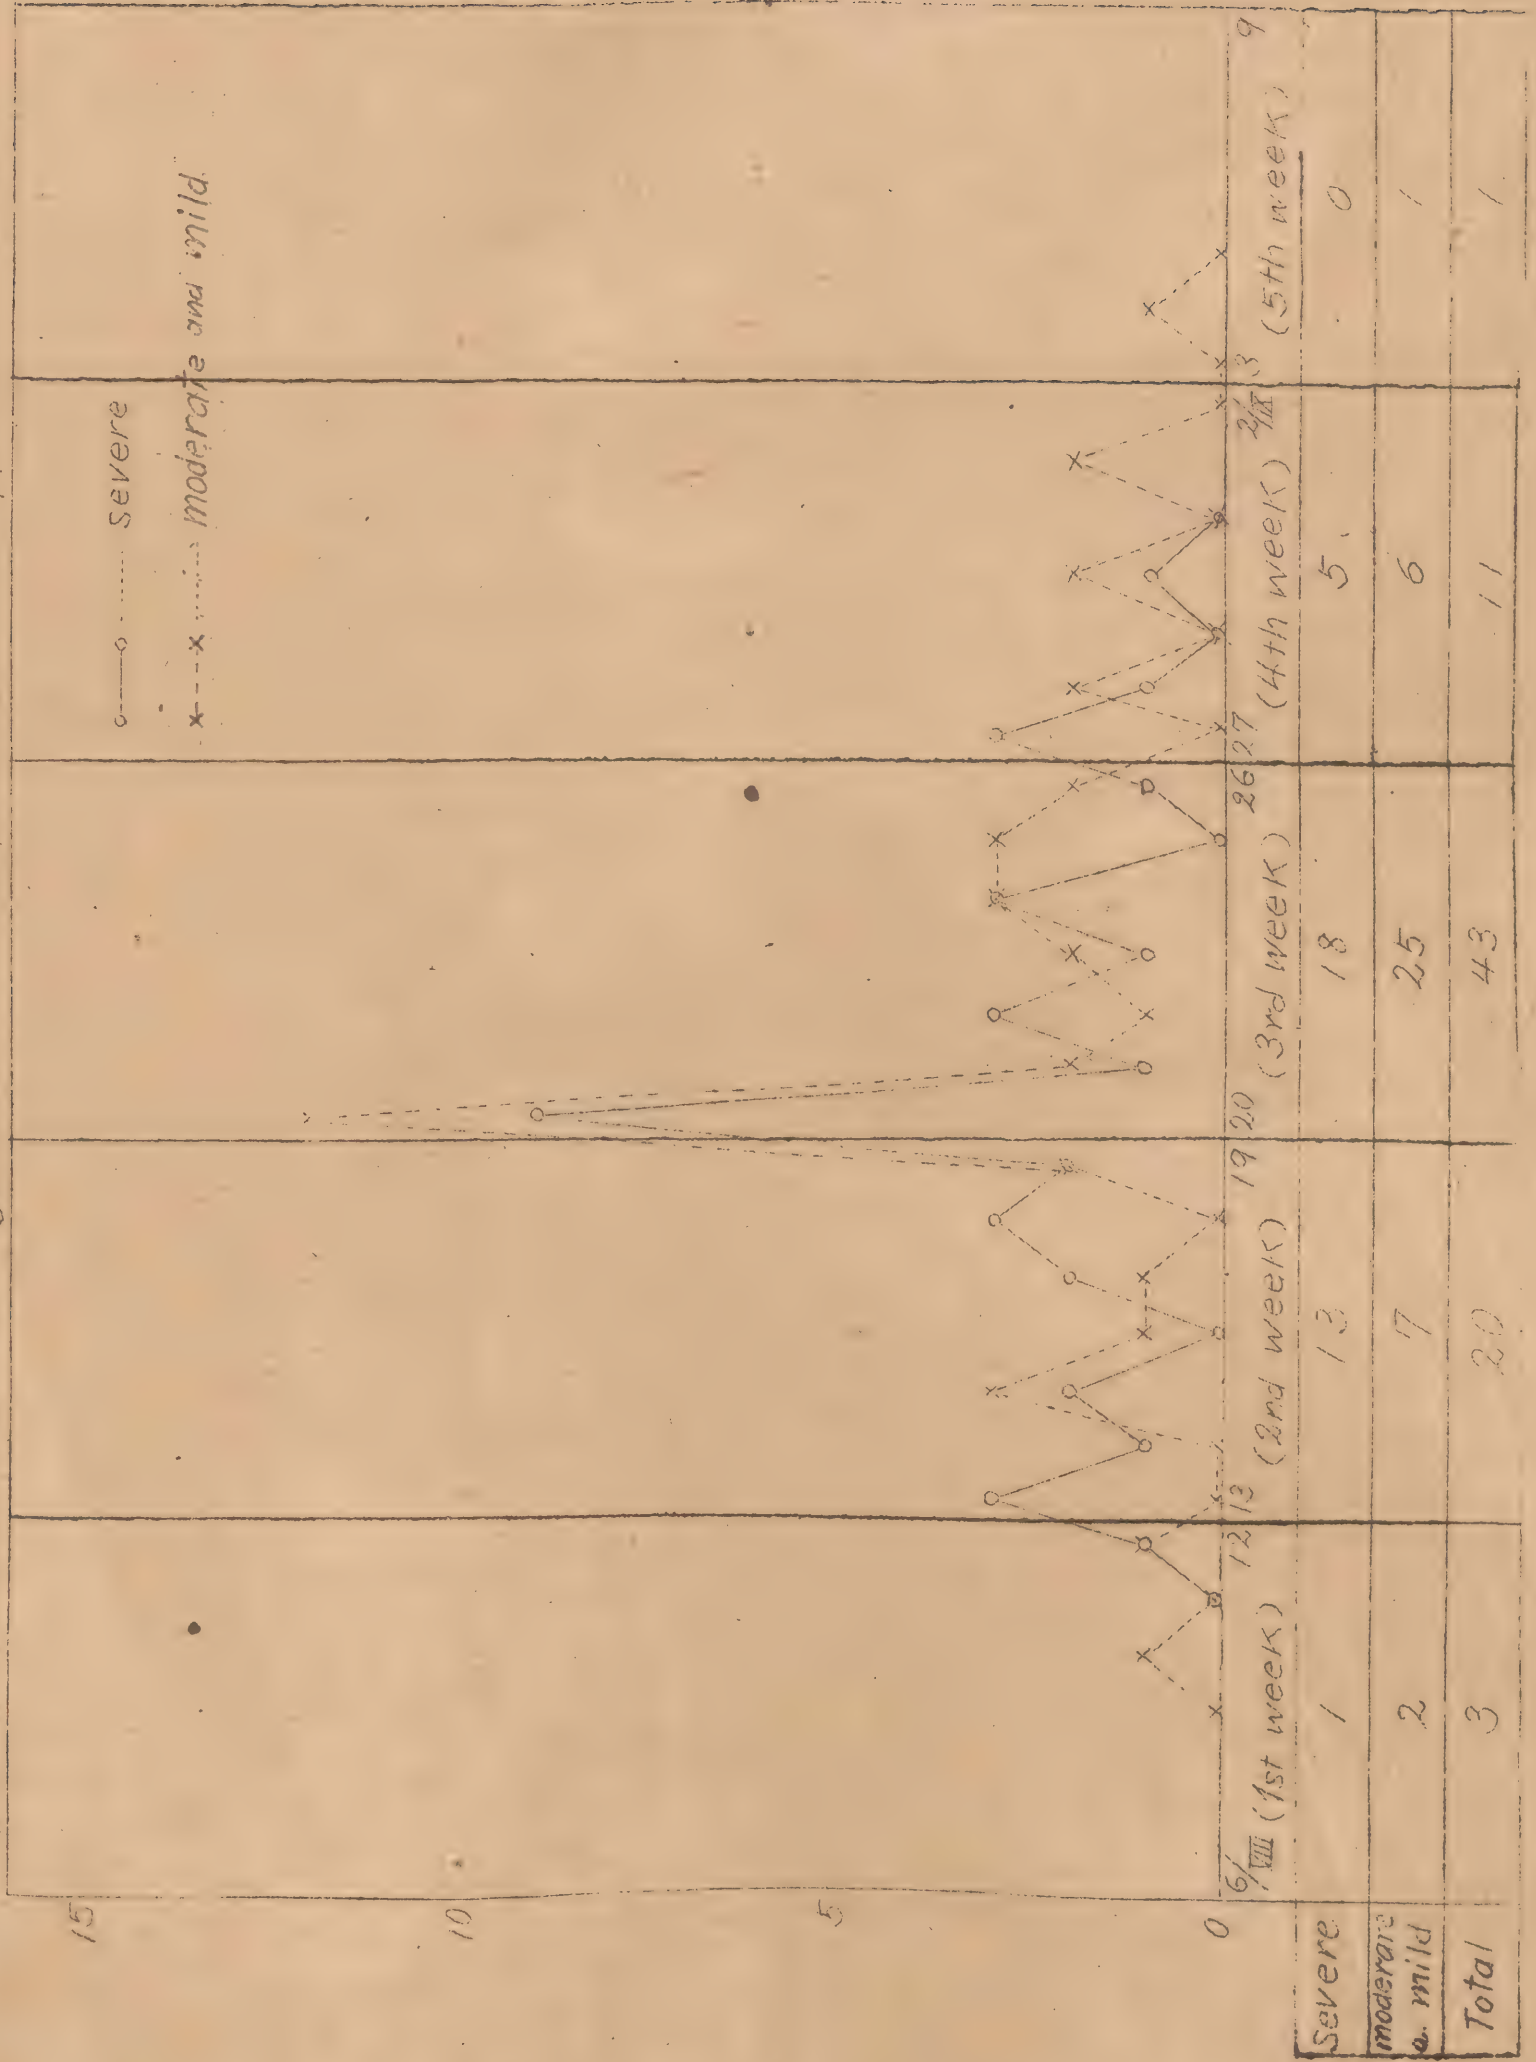 o——o ...... severe
x---x ...... moderate and mild.
15
10
5
0
6/VIII (1st week) 12 13 (2nd week) 19 20 (3rd week) 26 27 (4th week) 2/IX 3 (5th week) 9
Severe 1 13 18 5 0
moderare
a. mild 2 7 25 6 1
Total 3 20 43 11 1